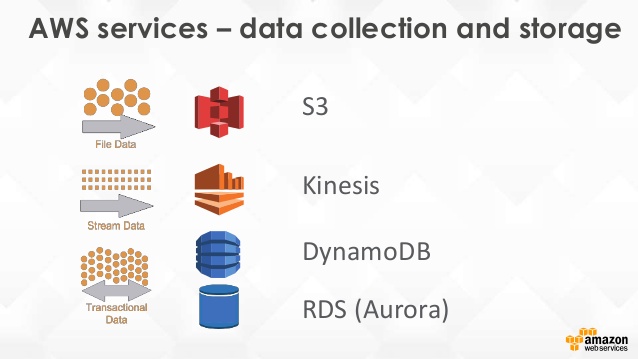 AWS services – data collection and storage
File Data
S3
Stream Data
Kinesis
Transactional
Data
DynamoDB
RDS (Aurora)
amazon
web services